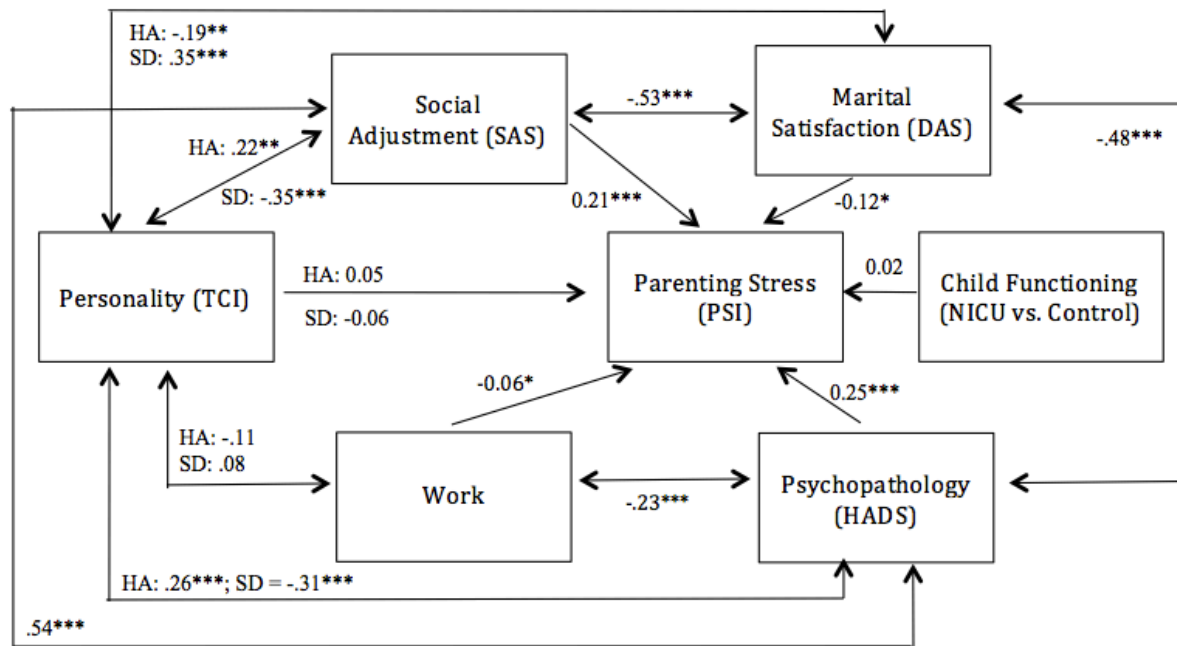 HA: -.19**
SD: .35***
Social
Adjustment (SAS)
-.53***
Marital
Satisfaction (DAS)
-.48***
HA: .22**
SD: -.35***
0.21***
-0.12*
Personality (TCI)
HA: 0.05
SD: -0.06
Parenting Stress
(PSI)
0.02
Child Functioning
(NICU vs. Control)
-0.06*
0.25***
HA: -.11
SD: .08
Work
-.23***
Psychopathology
(HADS)
HA: .26***; SD = -.31***
.54***